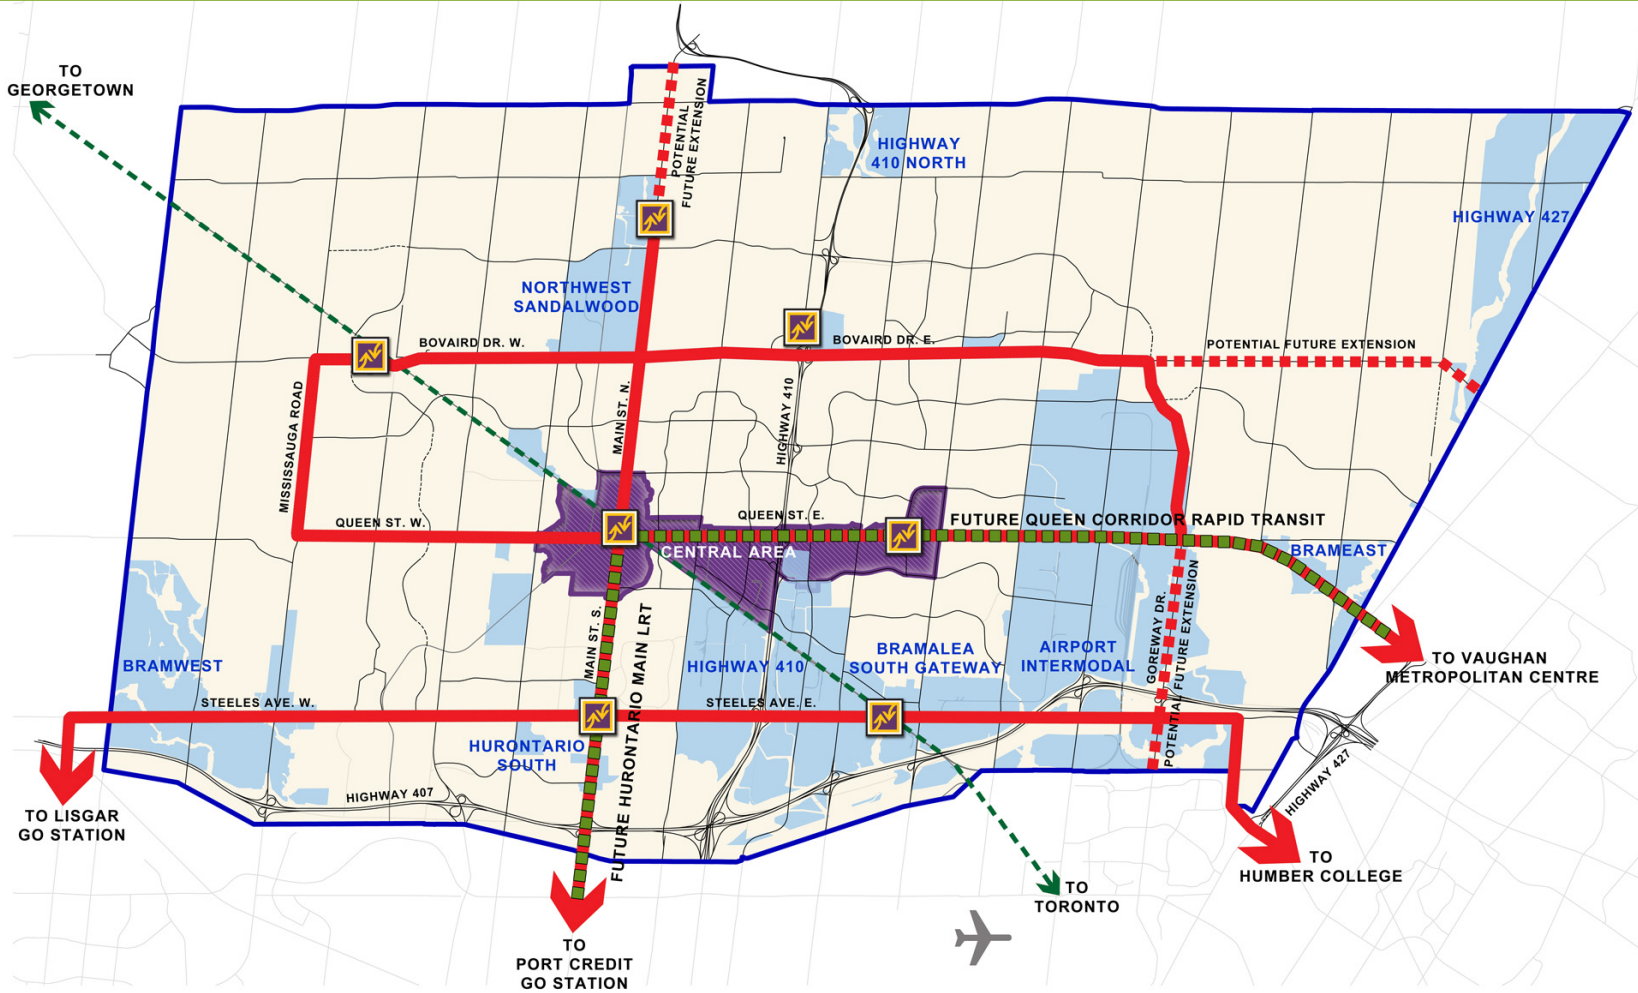 TO
GEORGETOWN
POTENTIAL
FUTURE EXTENSION
HIGHWAY
410 NORTH
HIGHWAY 427
NORTHWEST
SANDALWOOD
BOVAIRD DR. W.
BOVAIRD DR. E.
POTENTIAL FUTURE EXTENSION
MISSISSAUGA ROAD
MAIN ST. N.
HIGHWAY 410
QUEEN ST. W.
QUEEN ST. E.
FUTURE QUEEN CORRIDOR RAPID TRANSIT
CENTRAL AREA
BRAMEAST
MAIN ST. S.
FUTURE HURONTARIO MAIN LRT
GOREWAY DR.
POTENTIAL FUTURE EXTENSION
BRAMWEST
HIGHWAY 410
BRAMALEA
SOUTH GATEWAY
AIRPORT
INTERMODAL
TO VAUGHAN
METROPOLITAN CENTRE
STEELES AVE. W.
STEELES AVE. E.
HURONTARIO
SOUTH
HIGHWAY 407
HIGHWAY 427
TO LISGAR
GO STATION
TO
HUMBER COLLEGE
TO
TORONTO
TO
PORT CREDIT
GO STATION